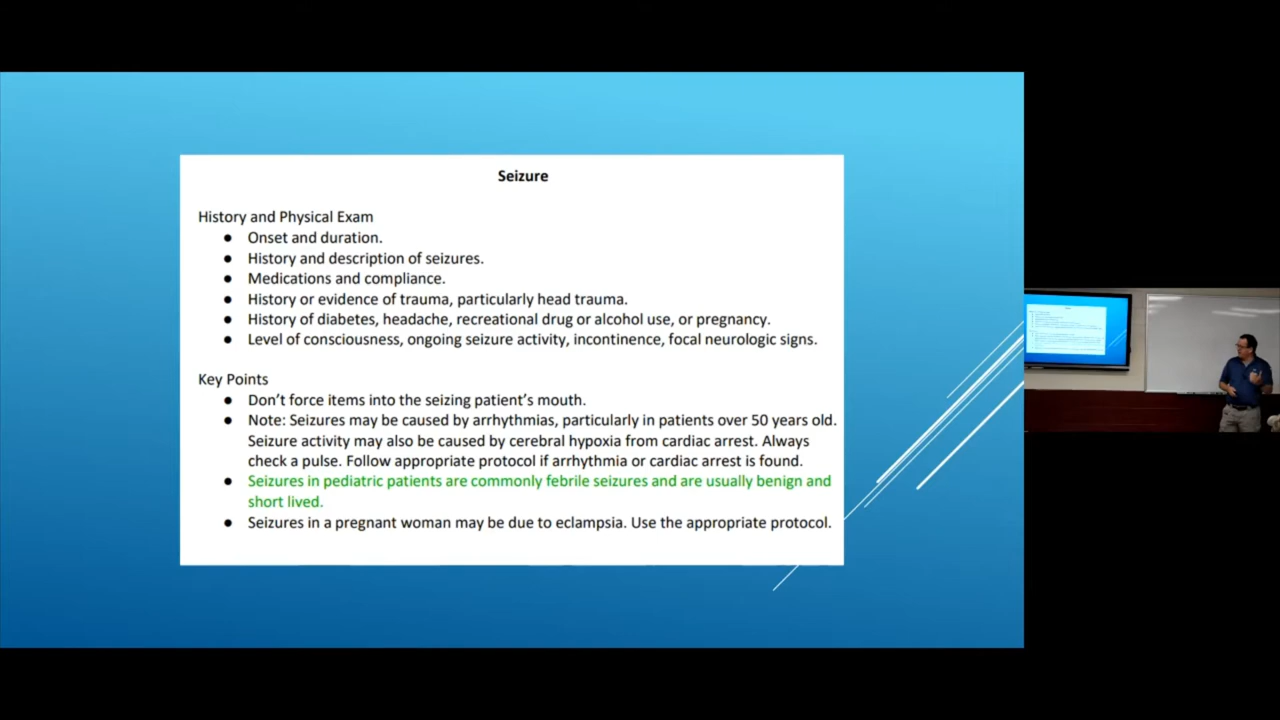 Seizure
History and Physical Exam
● Onset and duration.
● History and description of seizures.
● Medications and compliance.
● History or evidence of trauma, particularly head trauma.
● History of diabetes, headache, recreational drug or alcohol use, or pregnancy.
● Level of consciousness, ongoing seizure activity, incontinence, focal neurologic signs.
Key Points
● Don’t force items into the seizing patient’s mouth.
● Note: Seizures may be caused by arrhythmias, particularly in patients over 50 years old.
Seizure activity may also be caused by cerebral hypoxia from cardiac arrest. Always
check a pulse. Follow appropriate protocol if arrhythmia or cardiac arrest is found.
● Seizures in pediatric patients are commonly febrile seizures and are usually benign and
short lived.
● Seizures in a pregnant woman may be due to eclampsia. Use the appropriate protocol.